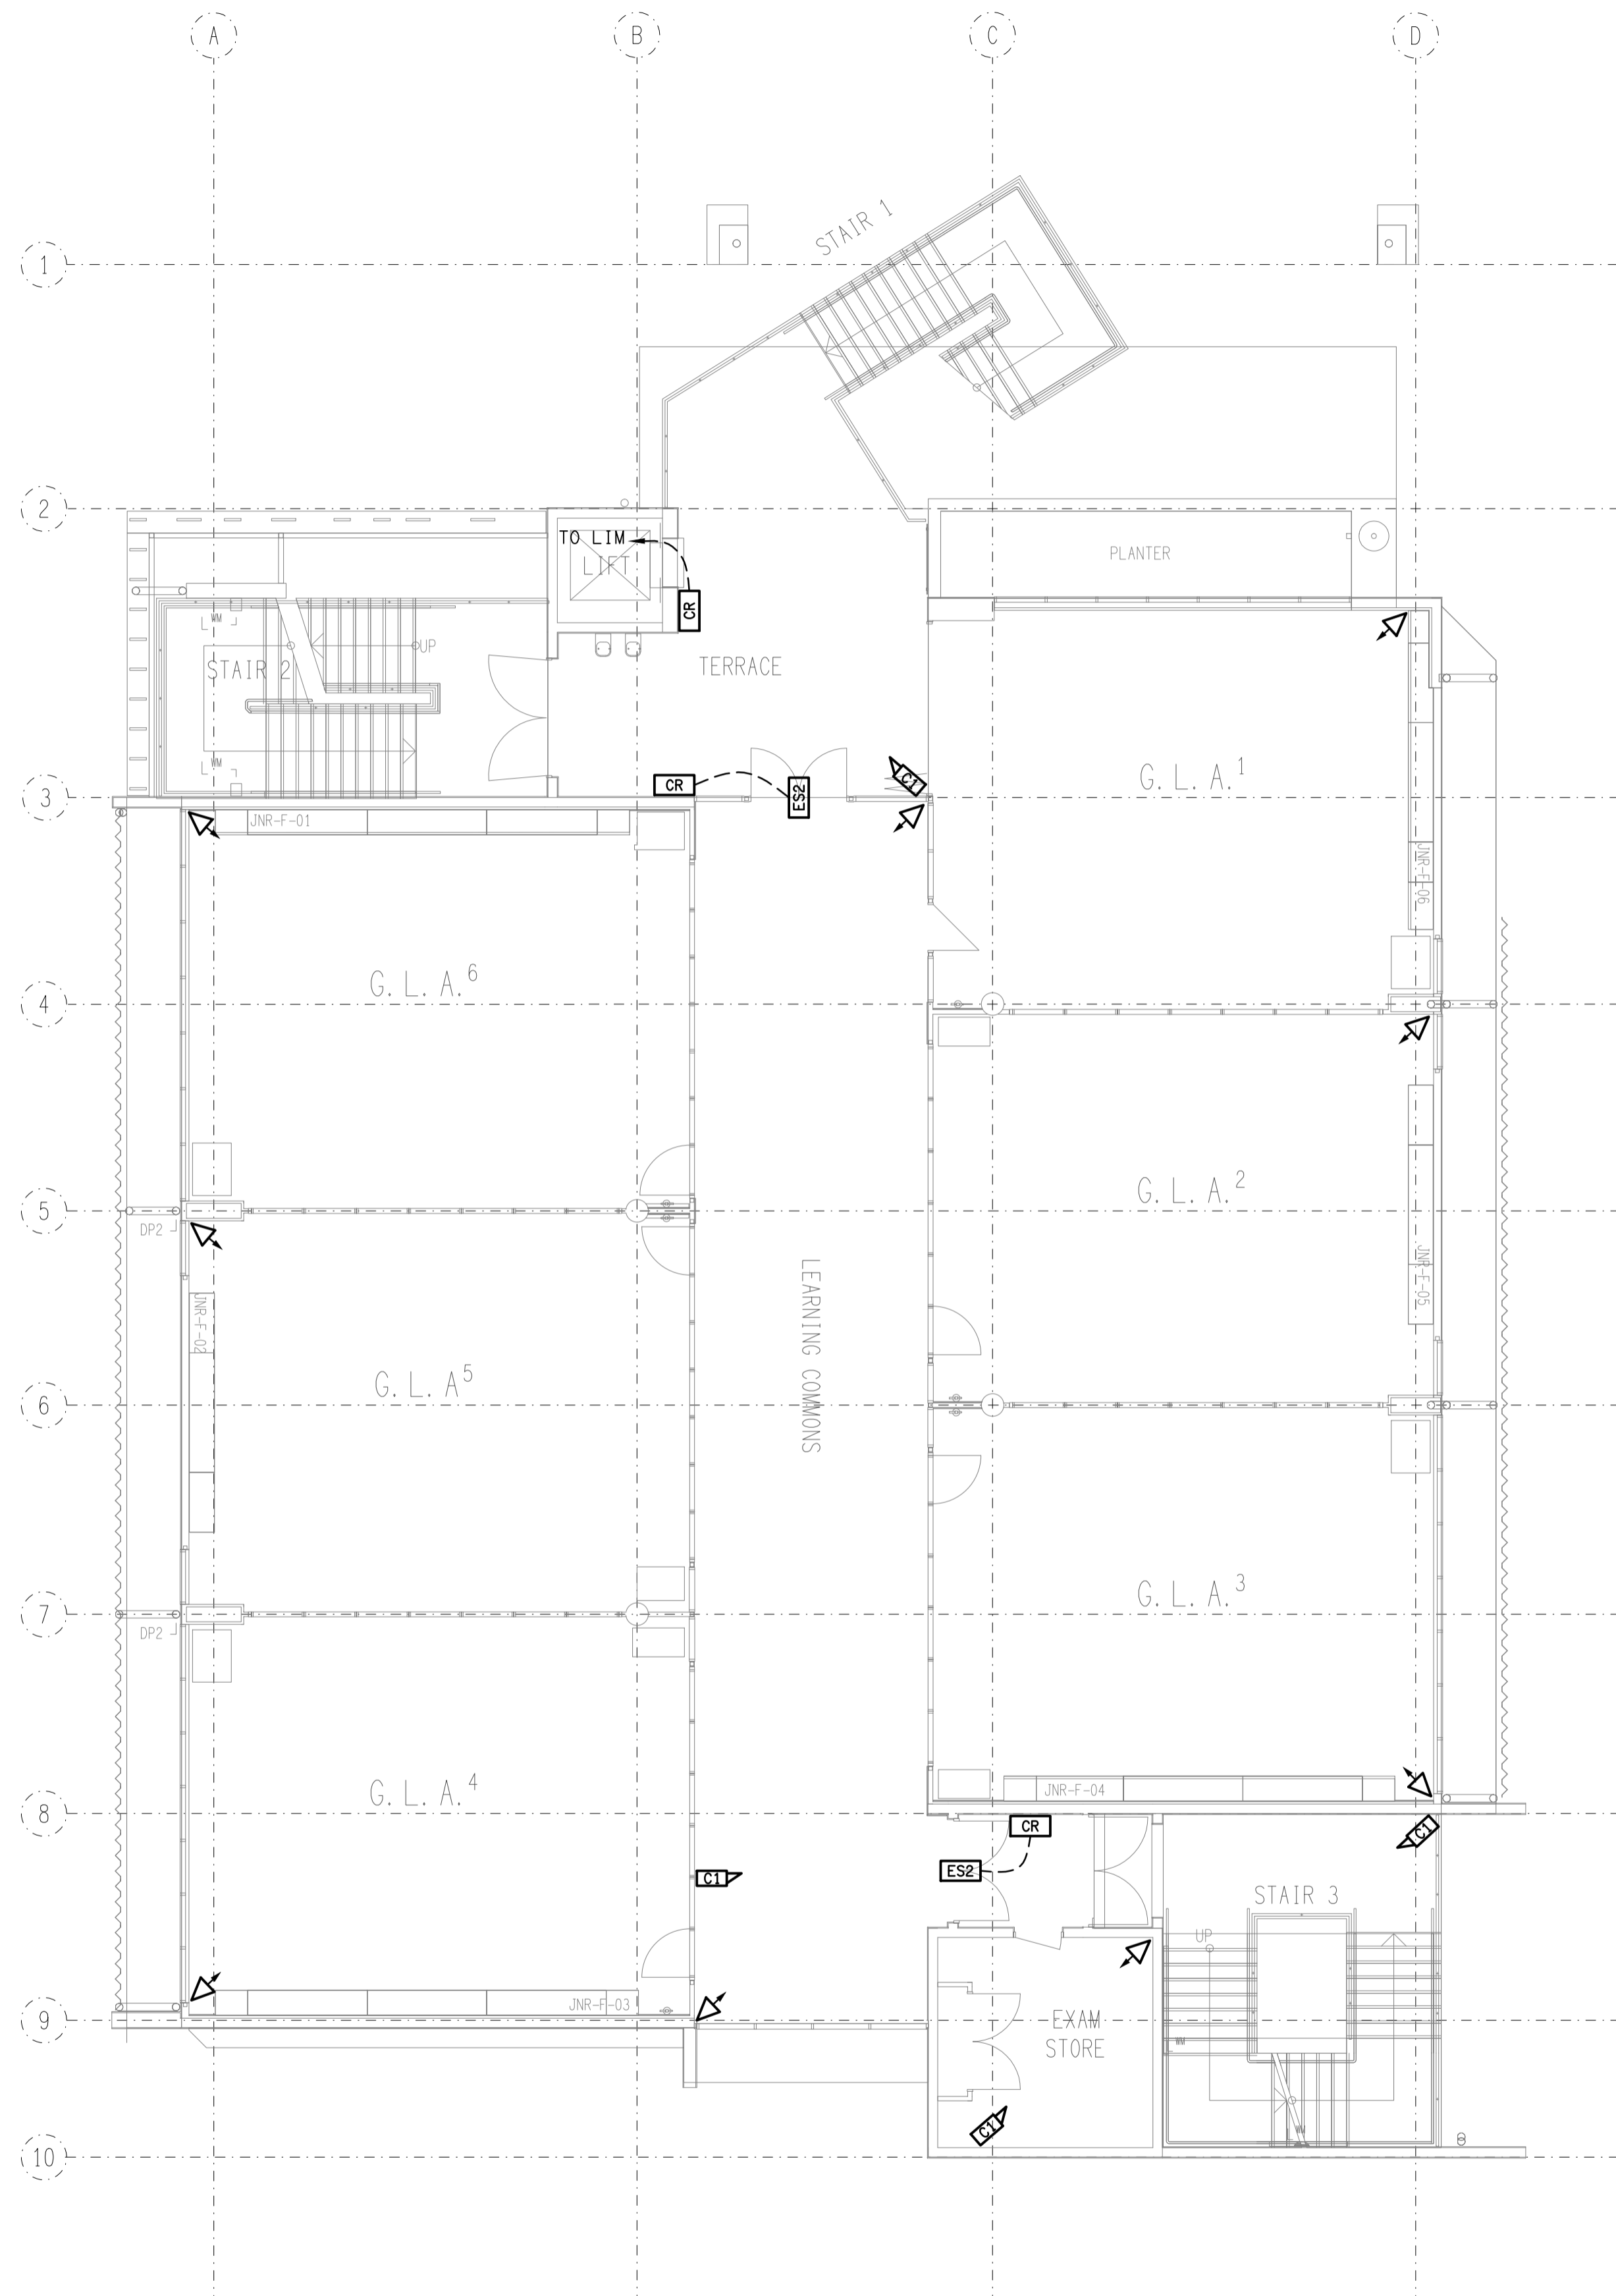 A
B
C
D
1
STAIR 1
2
TO LIM
LIFT
PLANTER
CR
WM
UP
STAIR 2
TERRACE
WM
G. L. A. 1
CR
ES2
C1
3
JNR-F-01
JNR-F-06
G. L. A. 6
4
G. L. A. 2
5
DP2
JNR-F-05
JNR-F-02
LEARNING COMMONS
G. L. A 5
6
G. L. A. 3
7
DP2
G. L. A. 4
JNR-F-04
8
CR
C1
ES2
C1
STAIR 3
UP
JNR-F-03
9
EXAM
STORE
WM
C1
WM
10